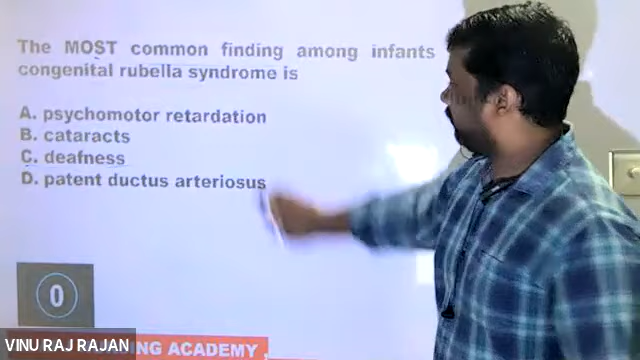 The MOST common finding among infants
congenital rubella syndrome is
A. psychomotor retardation
B. cataracts
C. deafness
D. patent ductus arteriosus
0
VINU RAJ RAJAN
ACADEMY ,